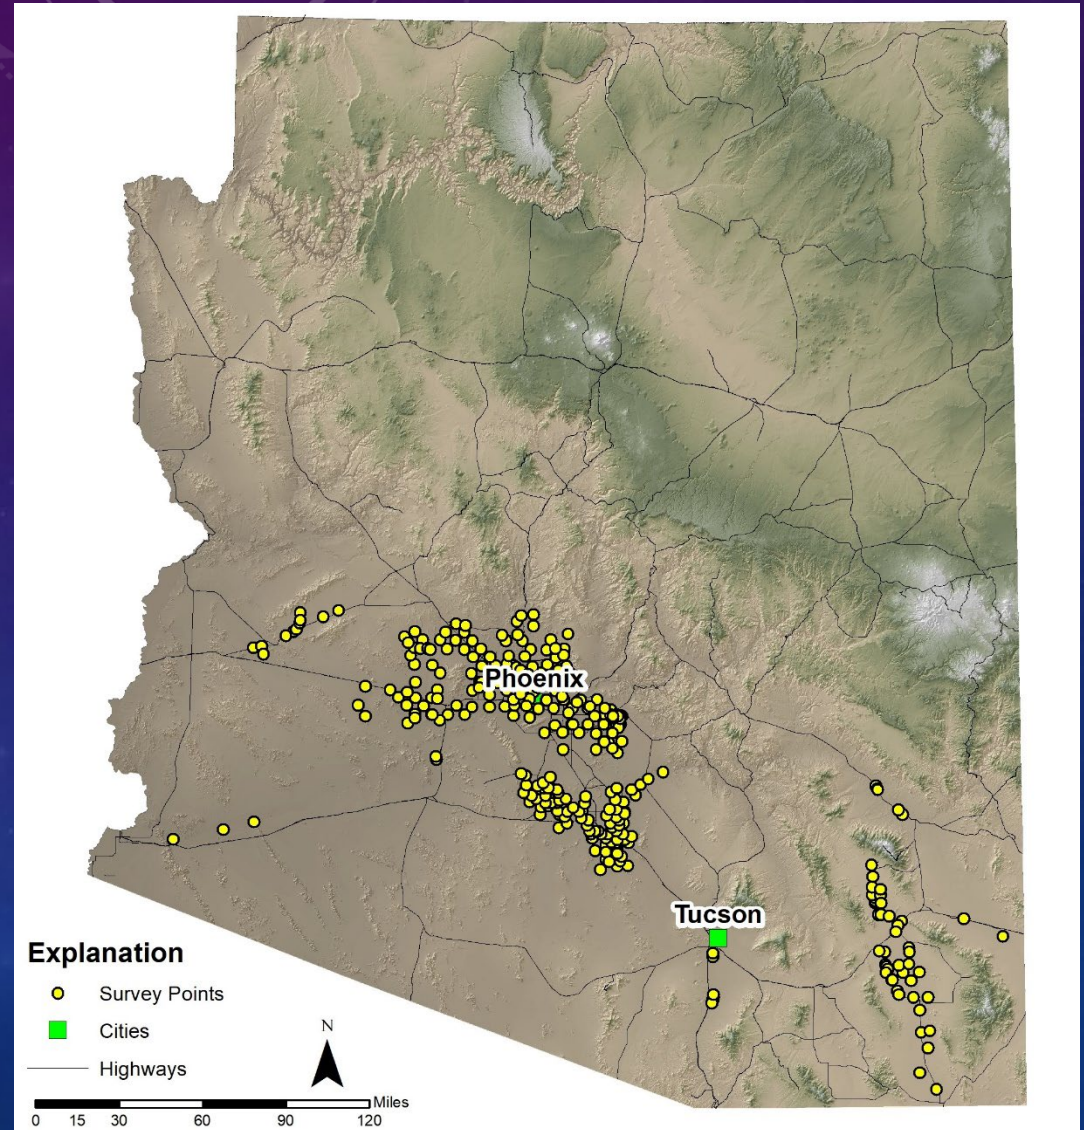 Phoenix
Tucson
Explanation
Survey Points
Cities
Highways
N
Miles
0 15 30 60 90 120